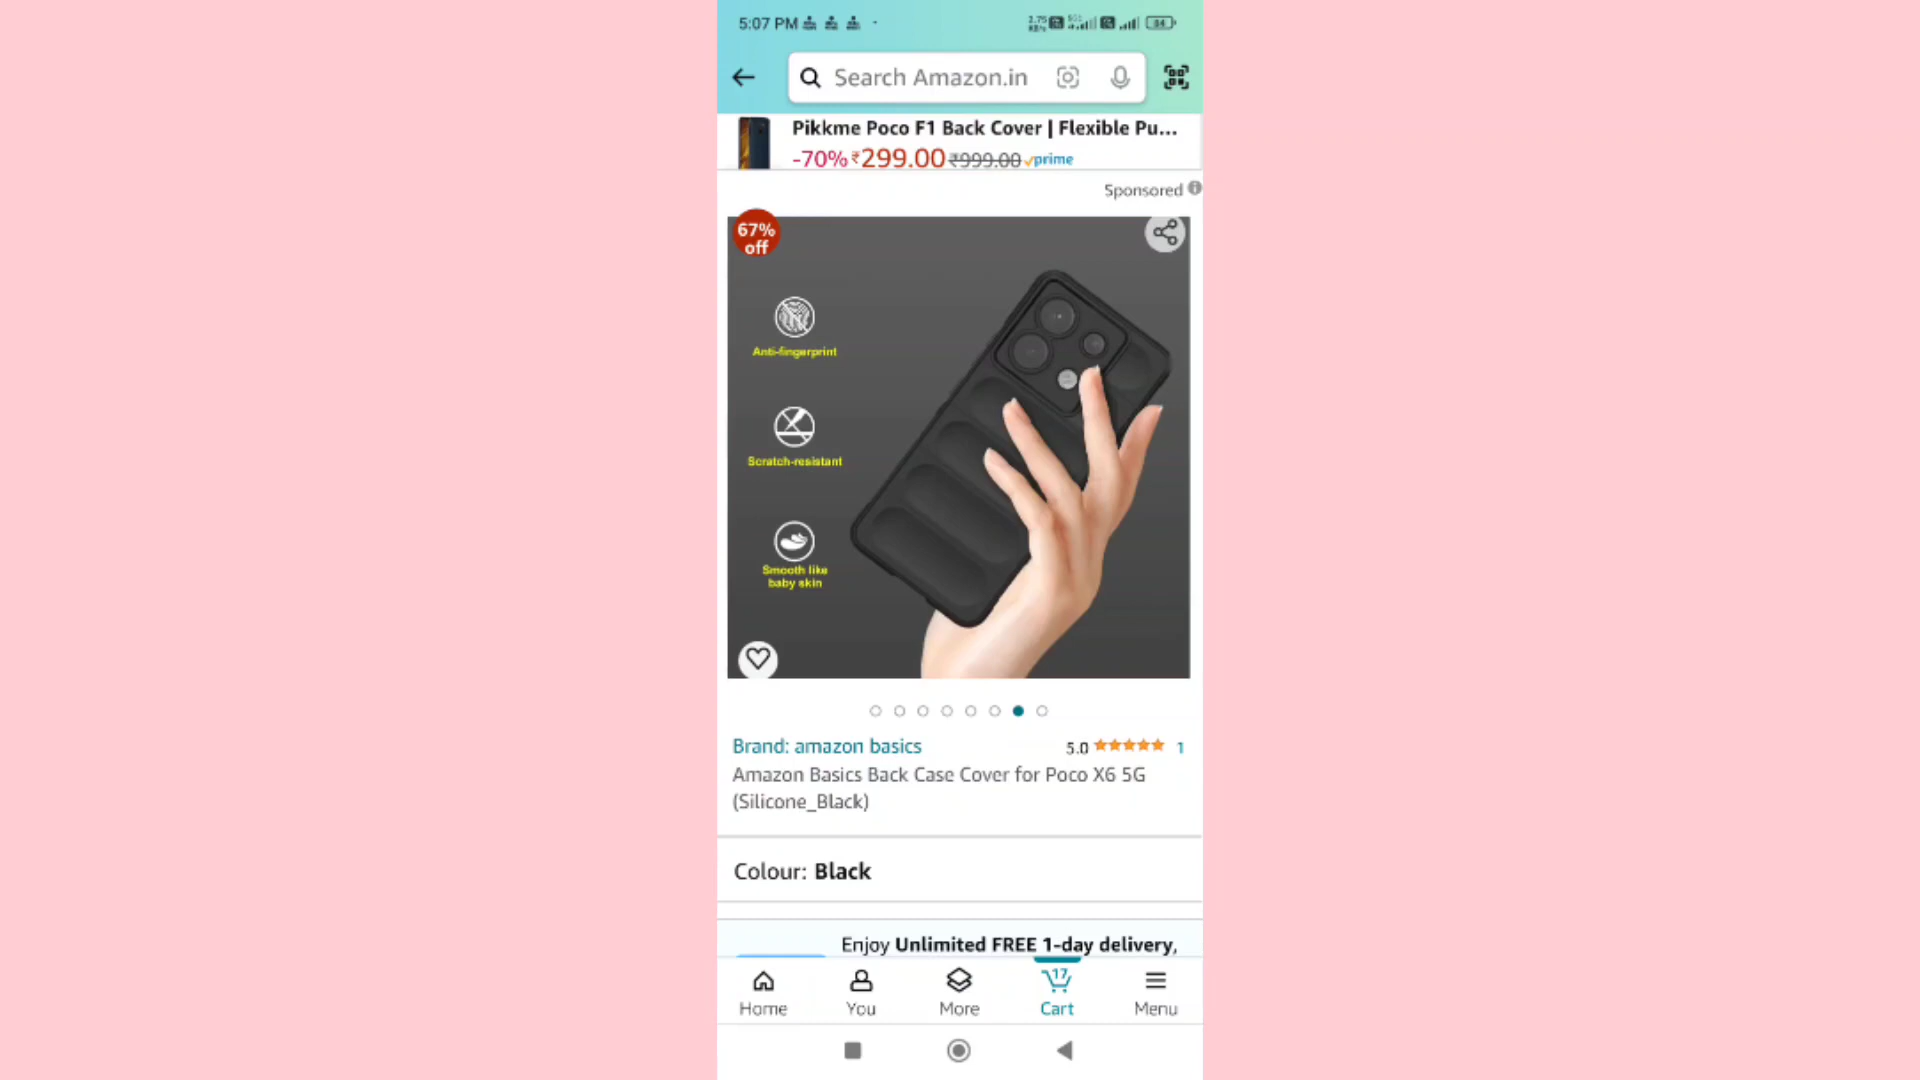 5:07 PM
84
Search Amazon.in
Pikkme Poco F1 Back Cover | Flexible Pu...
-70% ₹299.00 ₹999.00 prime
Sponsored
67%
off
Anti-fingerprint
Scratch-resistant
Smooth like
baby skin
Brand: amazon basics
5.0 1
Amazon Basics Back Case Cover for Poco X6 5G
(Silicone_Black)
Colour: Black
Enjoy Unlimited FREE 1-day delivery,
17
Home You More Cart Menu